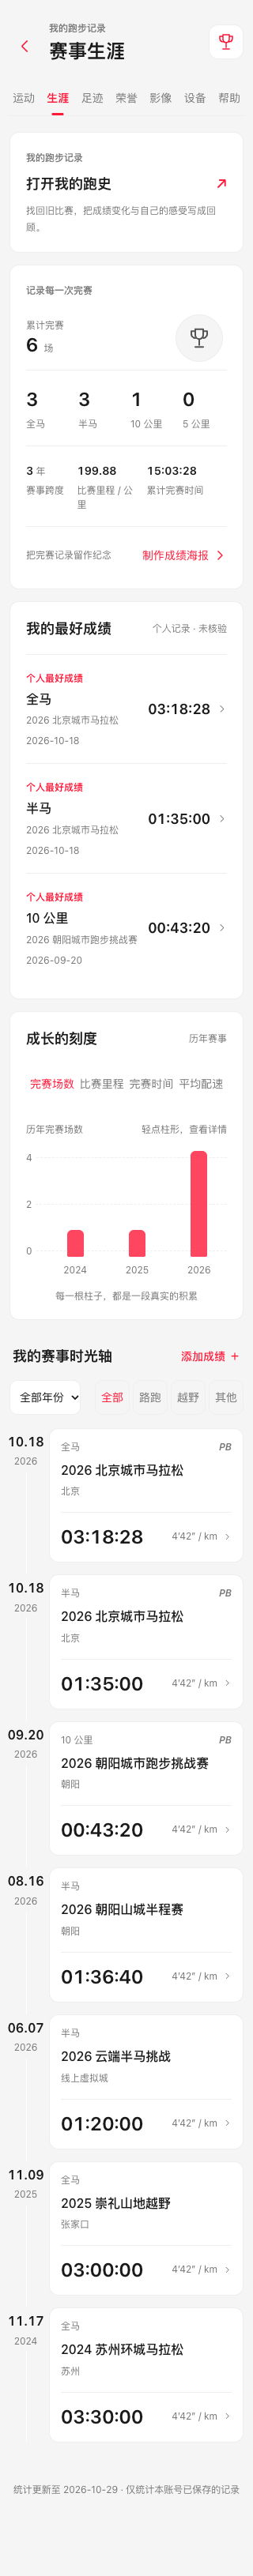 我的跑步记录
赛事生涯
运动 生涯 足迹 荣誉 影像 设备 帮助
我的跑步记录
打开我的跑史
找回旧比赛，把成绩变化与自己的感受写成回
顾。
记录每一次完赛
累计完赛
6 场
3 3 1 0
全马 半马 10 公里 5 公里
3 年 199.88 15:03:28
赛事跨度 比赛里程 / 公 累计完赛时间
里
把完赛记录留作纪念 制作成绩海报
我的最好成绩 个人记录 · 未核验
个人最好成绩
全马
03:18:28
2026 北京城市马拉松
2026-10-18
个人最好成绩
半马
01:35:00
2026 北京城市马拉松
2026-10-18
个人最好成绩
10 公里
00:43:20
2026 朝阳城市跑步挑战赛
2026-09-20
成长的刻度 历年赛事
完赛场数 比赛里程 完赛时间 平均配速
历年完赛场数 轻点柱形，查看详情
4
2
0
2024 2025 2026
每一根柱子，都是一段真实的积累
我的赛事时光轴 添加成绩 +
全部年份 全部 路跑 越野 其他
10.18
2026
全马 PB
2026 北京城市马拉松
北京
03:18:28 4'42" / km
10.18
2026
半马 PB
2026 北京城市马拉松
北京
01:35:00 4'42" / km
09.20
2026
10 公里 PB
2026 朝阳城市跑步挑战赛
朝阳
00:43:20 4'42" / km
08.16
2026
半马
2026 朝阳山城半程赛
朝阳
01:36:40 4'42" / km
06.07
2026
半马
2026 云端半马挑战
线上虚拟城
01:20:00 4'42" / km
11.09
2025
全马
2025 崇礼山地越野
张家口
03:00:00 4'42" / km
11.17
2024
全马
2024 苏州环城马拉松
苏州
03:30:00 4'42" / km
统计更新至 2026-10-29 · 仅统计本账号已保存的记录